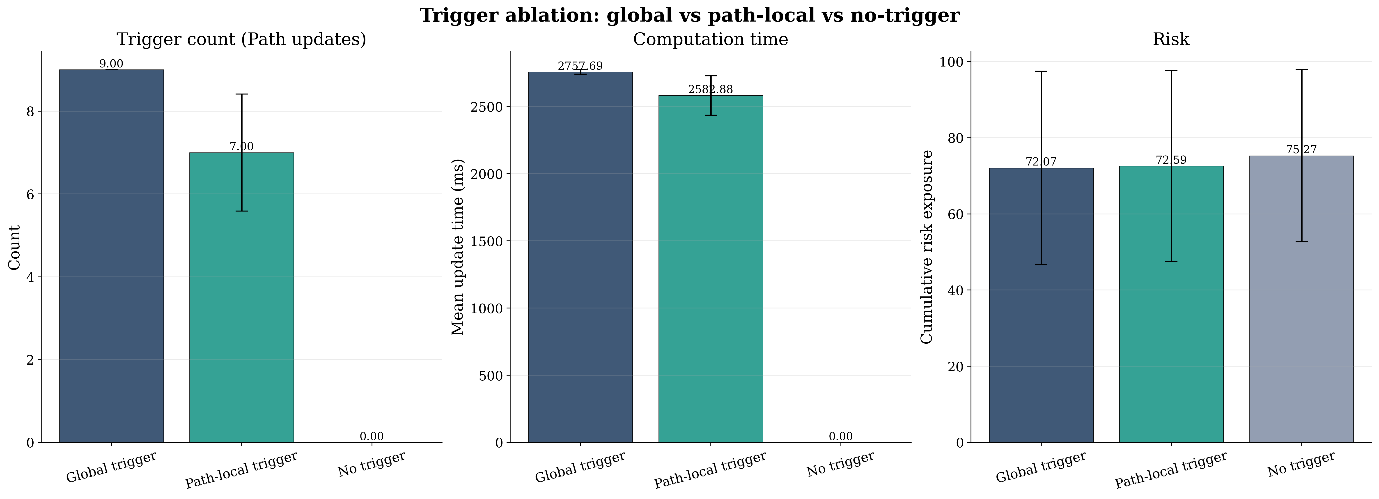 Trigger ablation: global vs path-local vs no-trigger
Trigger count (Path updates)
Count
8
6
4
2
0
9.00
7.00
0.00
Global trigger
Path-local trigger
No trigger
Computation time
Mean update time (ms)
2500
2000
1500
1000
500
0
2757.69
2582.88
0.00
Global trigger
Path-local trigger
No trigger
Risk
Cumulative risk exposure
100
80
60
40
20
0
72.07
72.59
75.27
Global trigger
Path-local trigger
No trigger